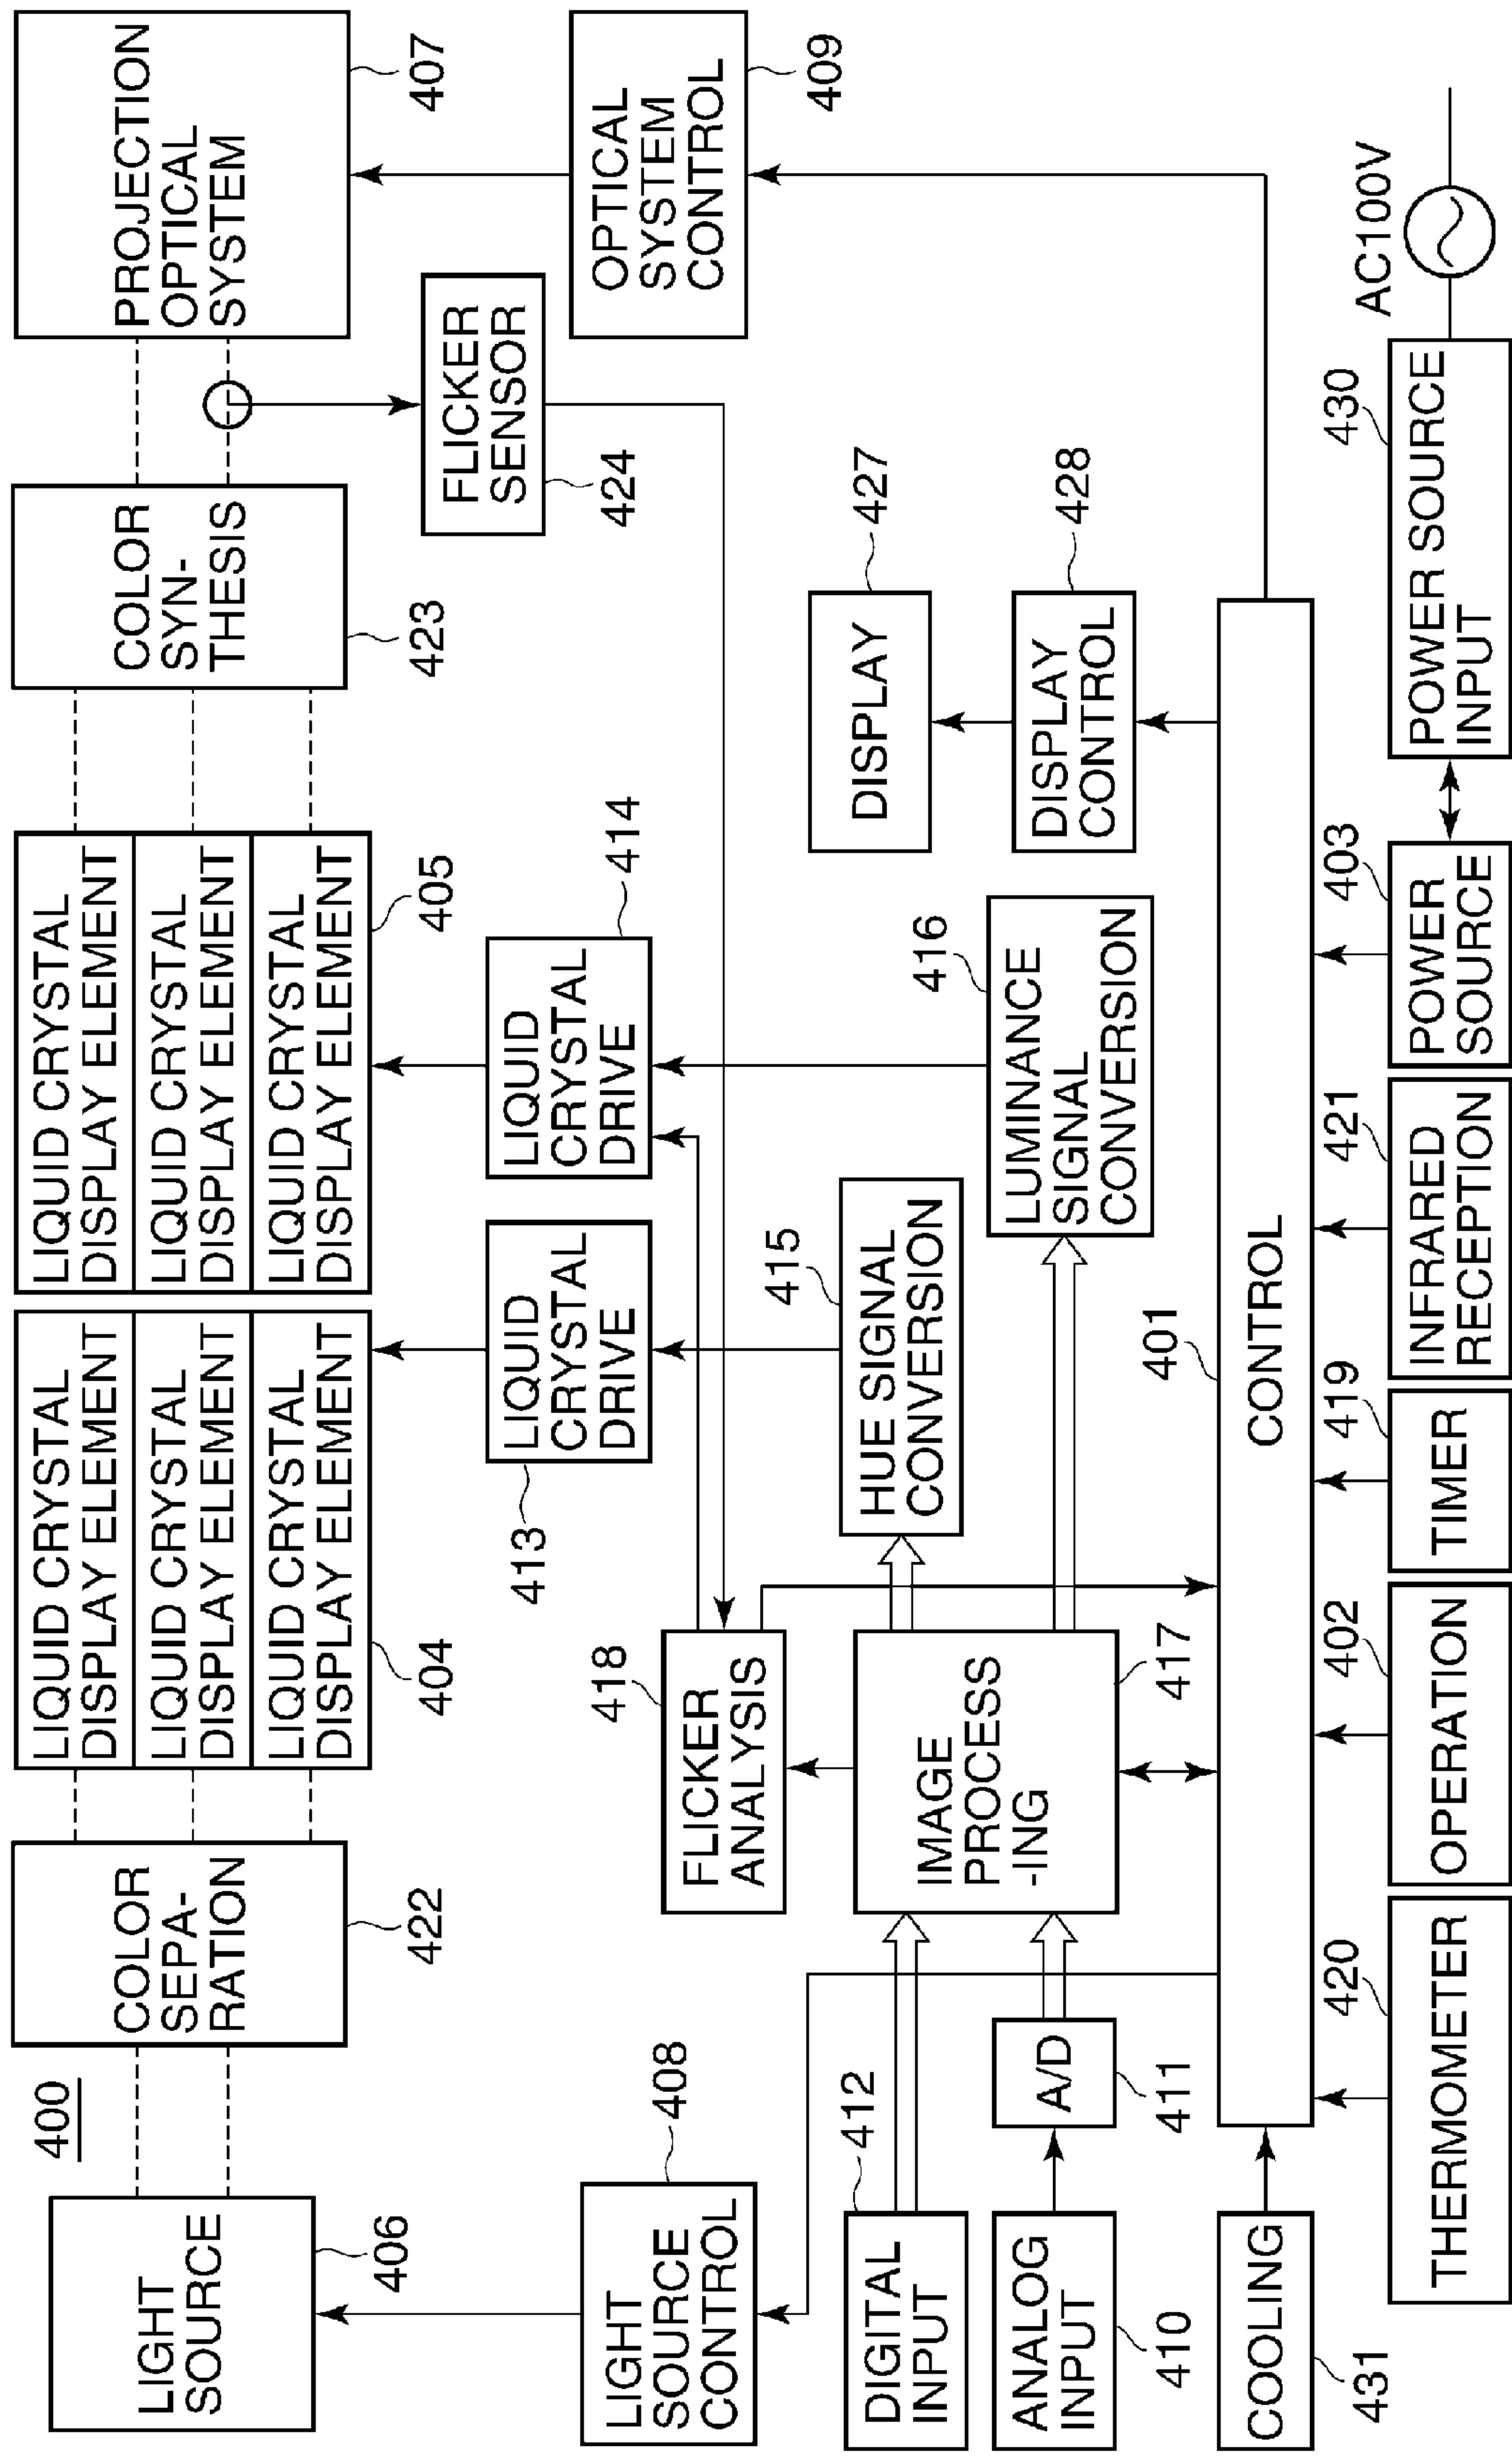 400
LIGHT
SOURCE
406
COLOR
SEPA-
RATION
422
LIQUID CRYSTAL
DISPLAY ELEMENT
LIQUID CRYSTAL
DISPLAY ELEMENT
LIQUID CRYSTAL
DISPLAY ELEMENT
404
LIQUID CRYSTAL
DISPLAY ELEMENT
LIQUID CRYSTAL
DISPLAY ELEMENT
LIQUID CRYSTAL
DISPLAY ELEMENT
405
COLOR
SYN-
THESIS
423
PROJECTION
OPTICAL
SYSTEM
407
LIGHT
SOURCE
CONTROL
408
LIQUID
CRYSTAL
DRIVE
413
LIQUID
CRYSTAL
DRIVE
414
FLICKER
SENSOR
424
OPTICAL
SYSTEM
CONTROL
409
FLICKER
ANALYSIS
418
DIGITAL
INPUT
412
ANALOG
INPUT
410
A/D
411
IMAGE
PROCESS
-ING
417
HUE SIGNAL
CONVERSION
415
LUMINANCE
SIGNAL
CONVERSION
416
DISPLAY
427
DISPLAY
CONTROL
428
COOLING
431
CONTROL
401
THERMOMETER
420
OPERATION
402
TIMER
419
INFRARED
RECEPTION
421
POWER
SOURCE
403
POWER SOURCE
INPUT
430
AC100V